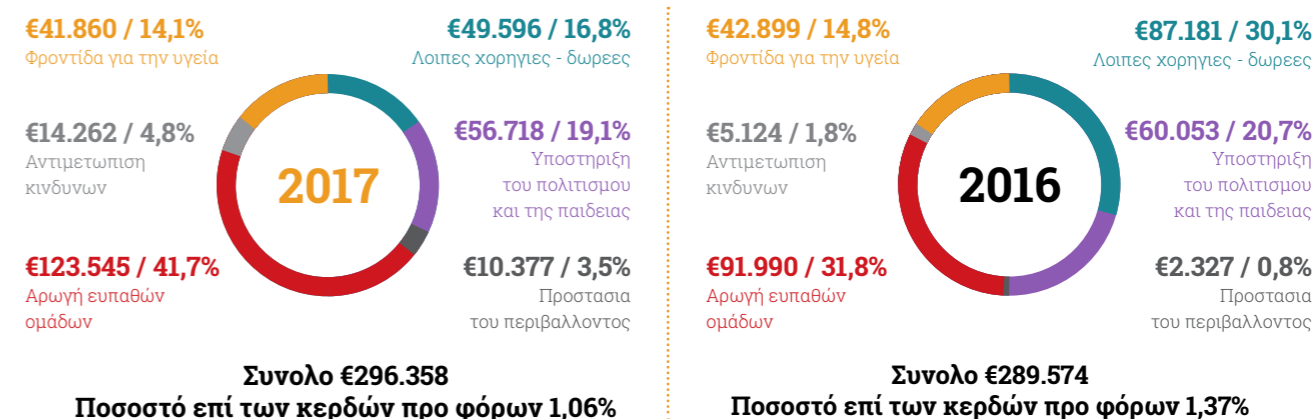 €41.860 / 14,1%
Φροντίδα για την υγεία
€49.596 / 16,8%
Λοιπες χορηγιες - δωρεες
€14.262 / 4,8%
Αντιμετωπιση
κινδυνων
2017
€56.718 / 19,1%
Υποστηριξη
του πολιτισμου
και της παιδειας
€123.545 / 41,7%
Αρωγή ευπαθών
ομάδων
€10.377 / 3,5%
Προστασια
του περιβαλλοντος
Συνολο €296.358
Ποσοστό επί των κερδών προ φόρων 1,06%
€42.899 / 14,8%
Φροντίδα για την υγεία
€87.181 / 30,1%
Λοιπες χορηγιες - δωρεες
€5.124 / 1,8%
Αντιμετωπιση
κινδυνων
2016
€60.053 / 20,7%
Υποστηριξη
του πολιτισμου
και της παιδειας
€91.990 / 31,8%
Αρωγή ευπαθών
ομάδων
€2.327 / 0,8%
Προστασια
του περιβαλλοντος
Συνολο €289.574
Ποσοστό επί των κερδών προ φόρων 1,37%